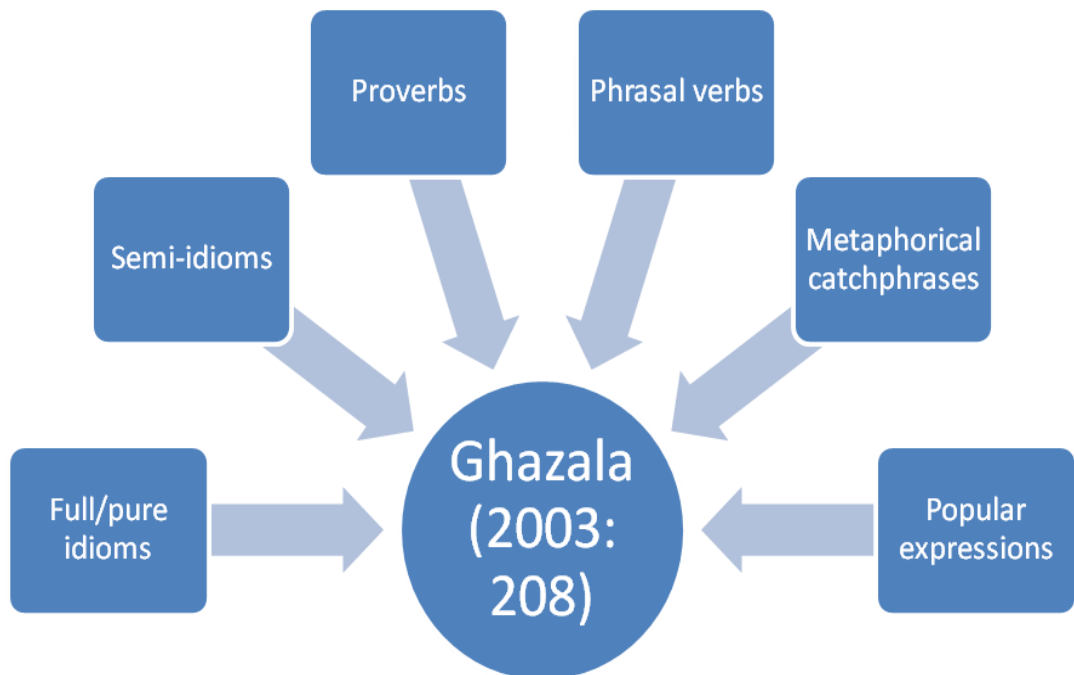 Proverbs
Phrasal verbs
Semi-idioms
Metaphorical
catchphrases
Full/pure
idioms
Ghazala
(2003:
208)
Popular
expressions